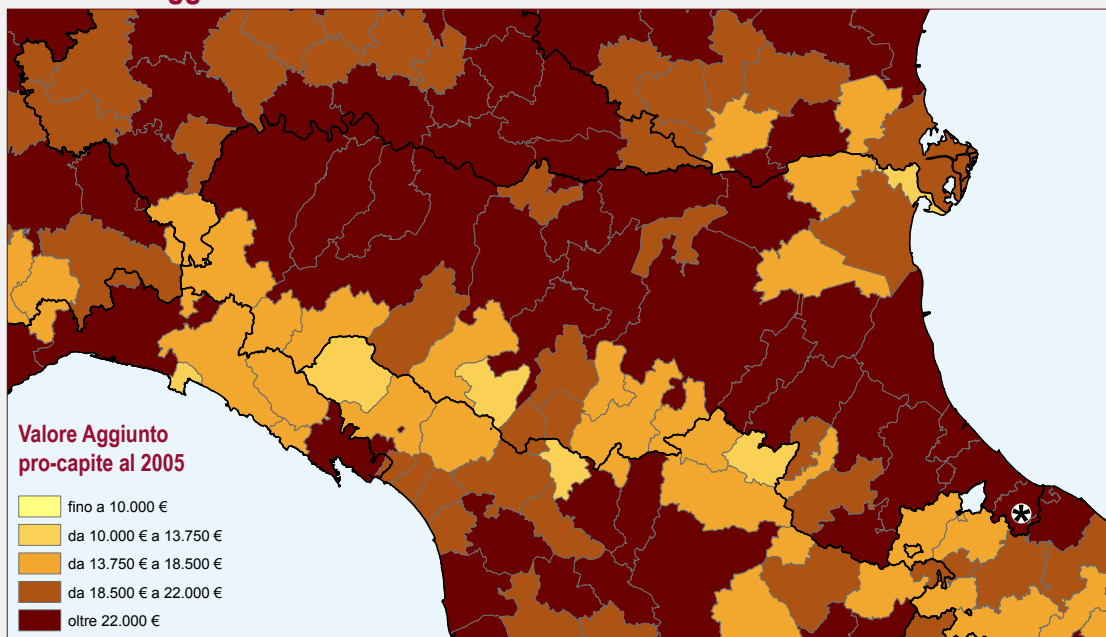 Valore Aggiunto
pro-capite al 2005
fino a 10.000 €
da 10.000 € a 13.750 €
da 13.750 € a 18.500 €
da 18.500 € a 22.000 €
oltre 22.000 €